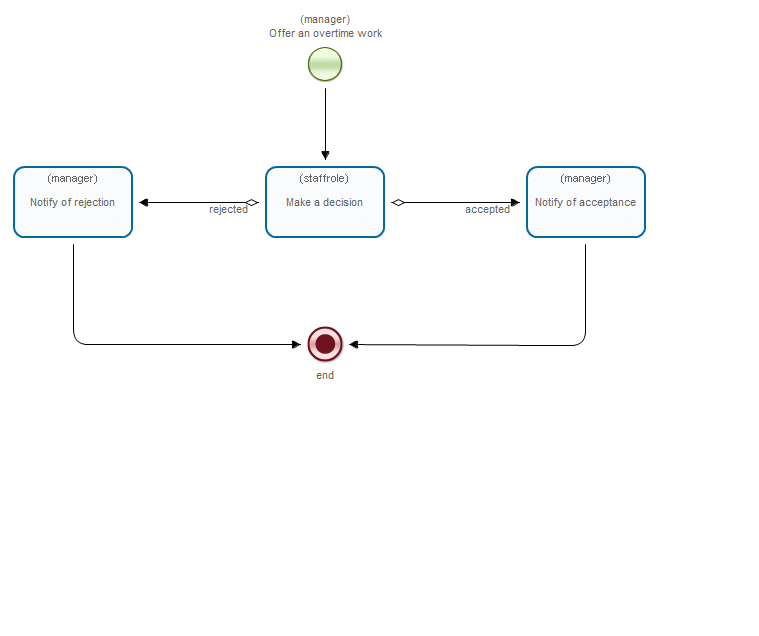 (manager)
Offer an overtime work
(manager)
Notify of rejection
rejected
(staffrole)
Make a decision
accepted
(manager)
Notify of acceptance
end